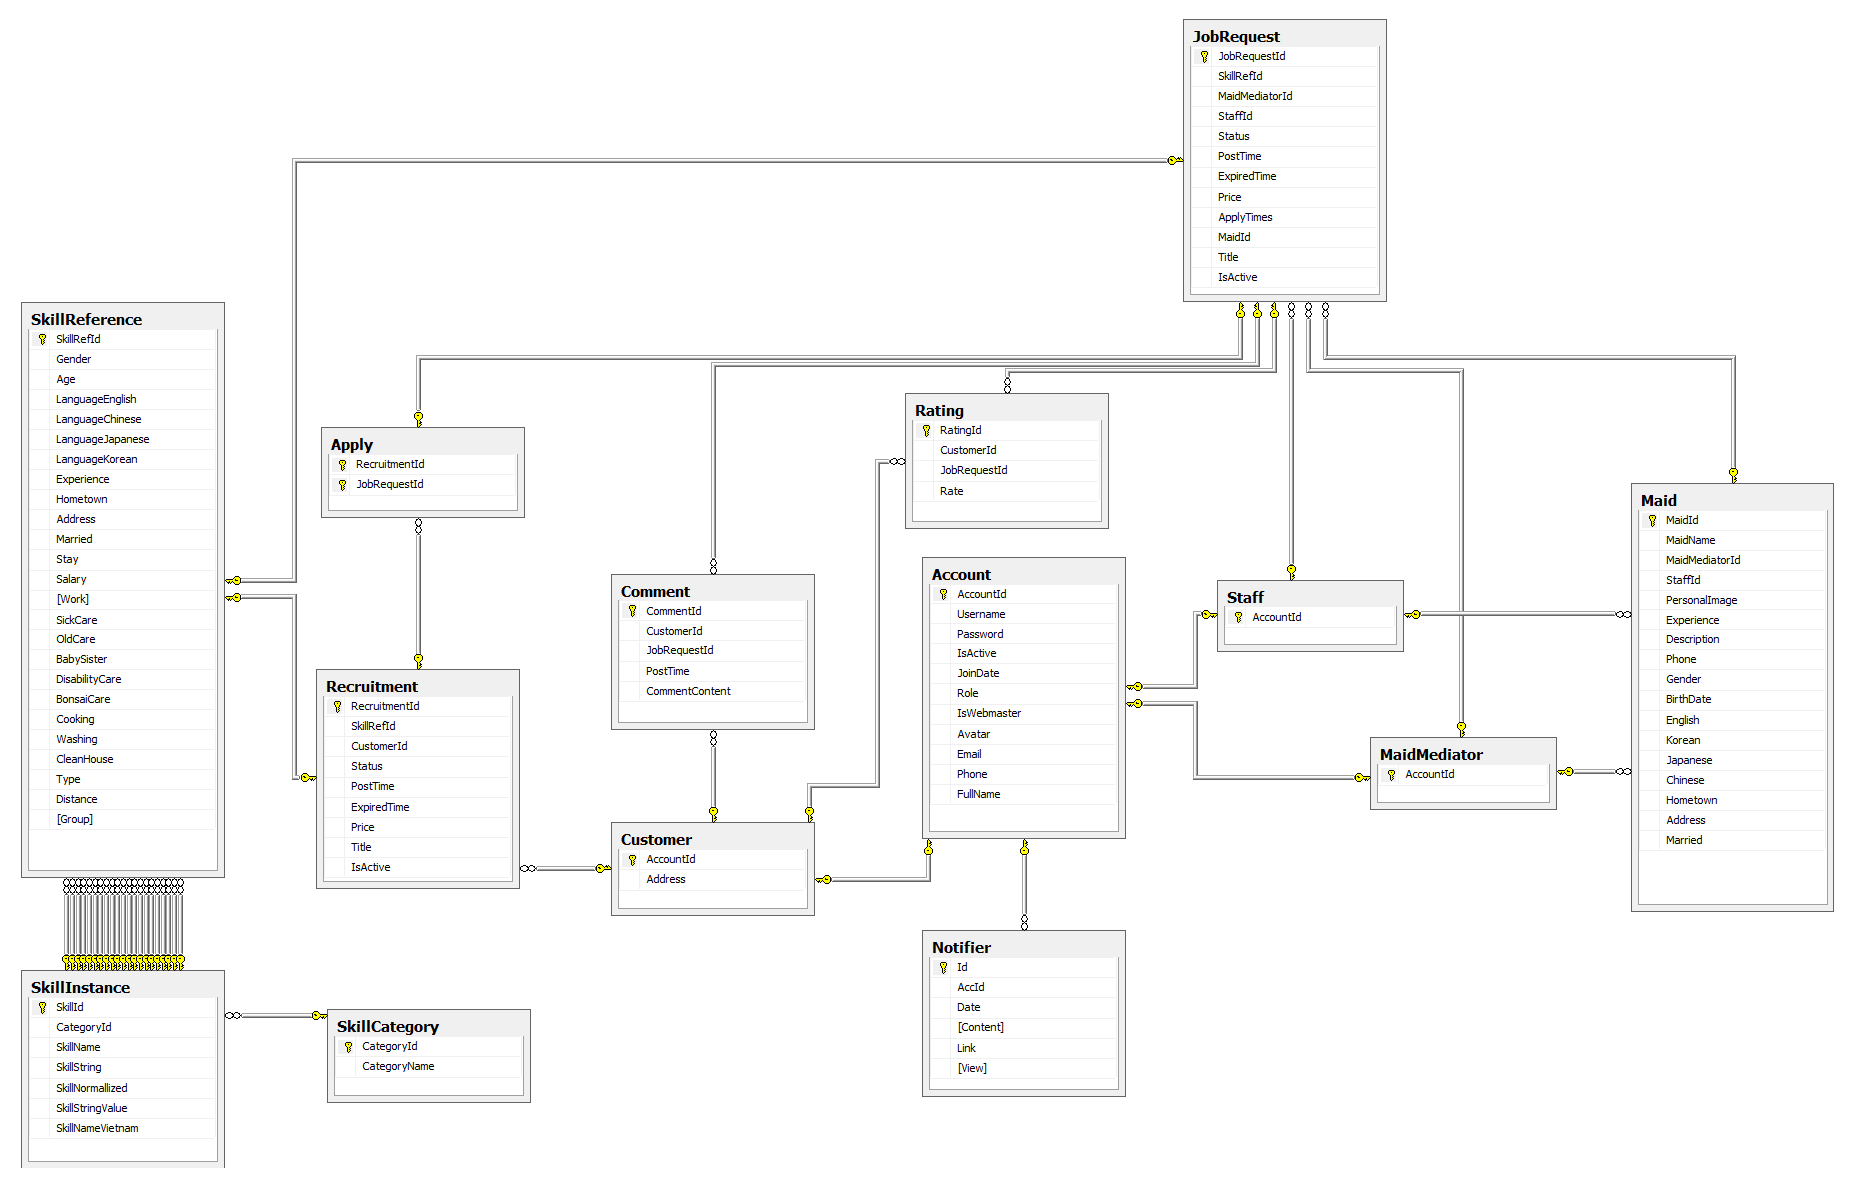 JobRequest
JobRequestId
SkillRefId
MaidMediatorId
StaffId
Status
PostTime
ExpiredTime
Price
ApplyTimes
MaidId
Title
IsActive
SkillReference
SkillRefId
Gender
Age
LanguageEnglish
LanguageChinese
LanguageJapanese
LanguageKorean
Experience
Hometown
Address
Married
Stay
Salary
[Work]
SickCare
OldCare
BabySister
DisabilityCare
BonsaiCare
Cooking
Washing
CleanHouse
Type
Distance
[Group]
Apply
RecruitmentId
JobRequestId
Rating
RatingId
CustomerId
JobRequestId
Rate
Maid
MaidId
MaidName
MaidMediatorId
StaffId
PersonalImage
Experience
Description
Phone
Gender
BirthDate
English
Korean
Japanese
Chinese
Hometown
Address
Married
Comment
CommentId
CustomerId
JobRequestId
PostTime
CommentContent
Account
AccountId
Username
Password
IsActive
JoinDate
Role
IsWebmaster
Avatar
Email
Phone
FullName
Staff
AccountId
Recruitment
RecruitmentId
SkillRefId
CustomerId
Status
PostTime
ExpiredTime
Price
Title
IsActive
MaidMediator
AccountId
Customer
AccountId
Address
Notifier
Id
AccId
Date
[Content]
Link
[View]
SkillInstance
SkillId
CategoryId
SkillName
SkillString
SkillNormallized
SkillStringValue
SkillNameVietnam
SkillCategory
CategoryId
CategoryName